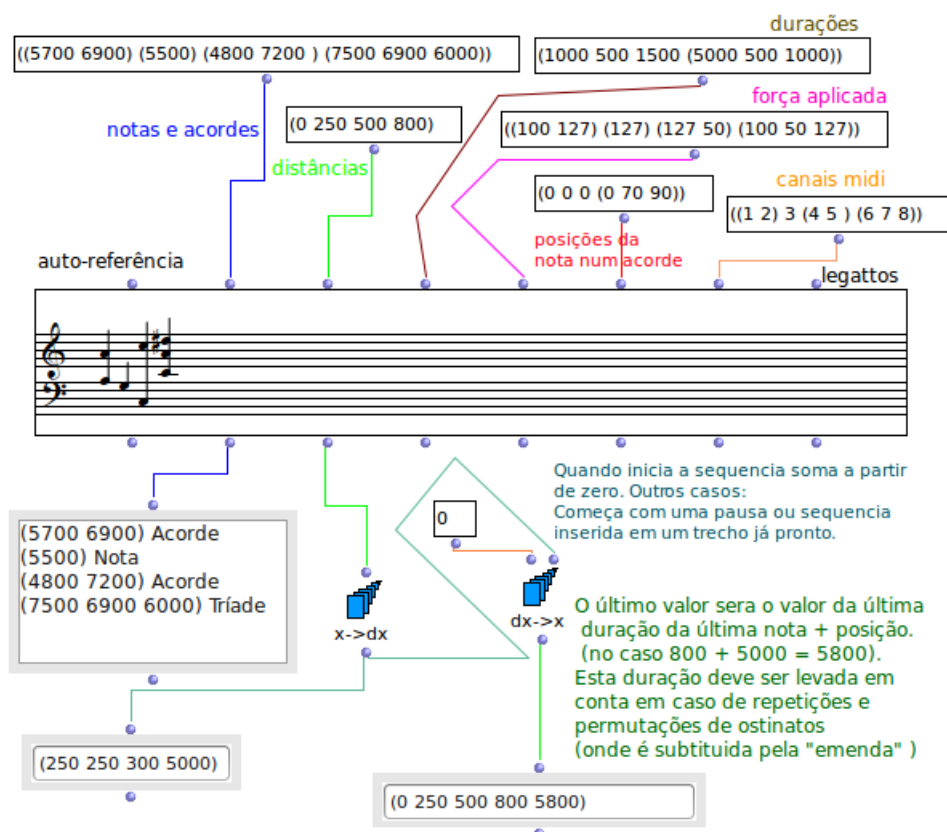 durações
((5700 6900) (5500) (4800 7200 ) (7500 6900 6000))
(1000 500 1500 (5000 500 1000))
força aplicada
notas e acordes
(0 250 500 800)
((100 127) (127) (127 50) (100 50 127))
distâncias
canais midi
(0 0 0 (0 70 90))
((1 2) 3 (4 5 ) (6 7 8))
posições da
nota num acorde
auto-referência
legattos
Quando inicia a sequencia soma a partir
de zero. Outros casos:
Começa com uma pausa ou sequencia
inserida em um trecho já pronto.
0
(5700 6900) Acorde
(5500) Nota
(4800 7200) Acorde
(7500 6900 6000) Tríade
x->dx
dx->x
O último valor sera o valor da última
duração da última nota + posição.
(no caso 800 + 5000 = 5800).
Esta duração deve ser levada em
conta em caso de repetições e
permutações de ostinatos
(onde é subtituida pela "emenda" )
(250 250 300 5000)
(0 250 500 800 5800)